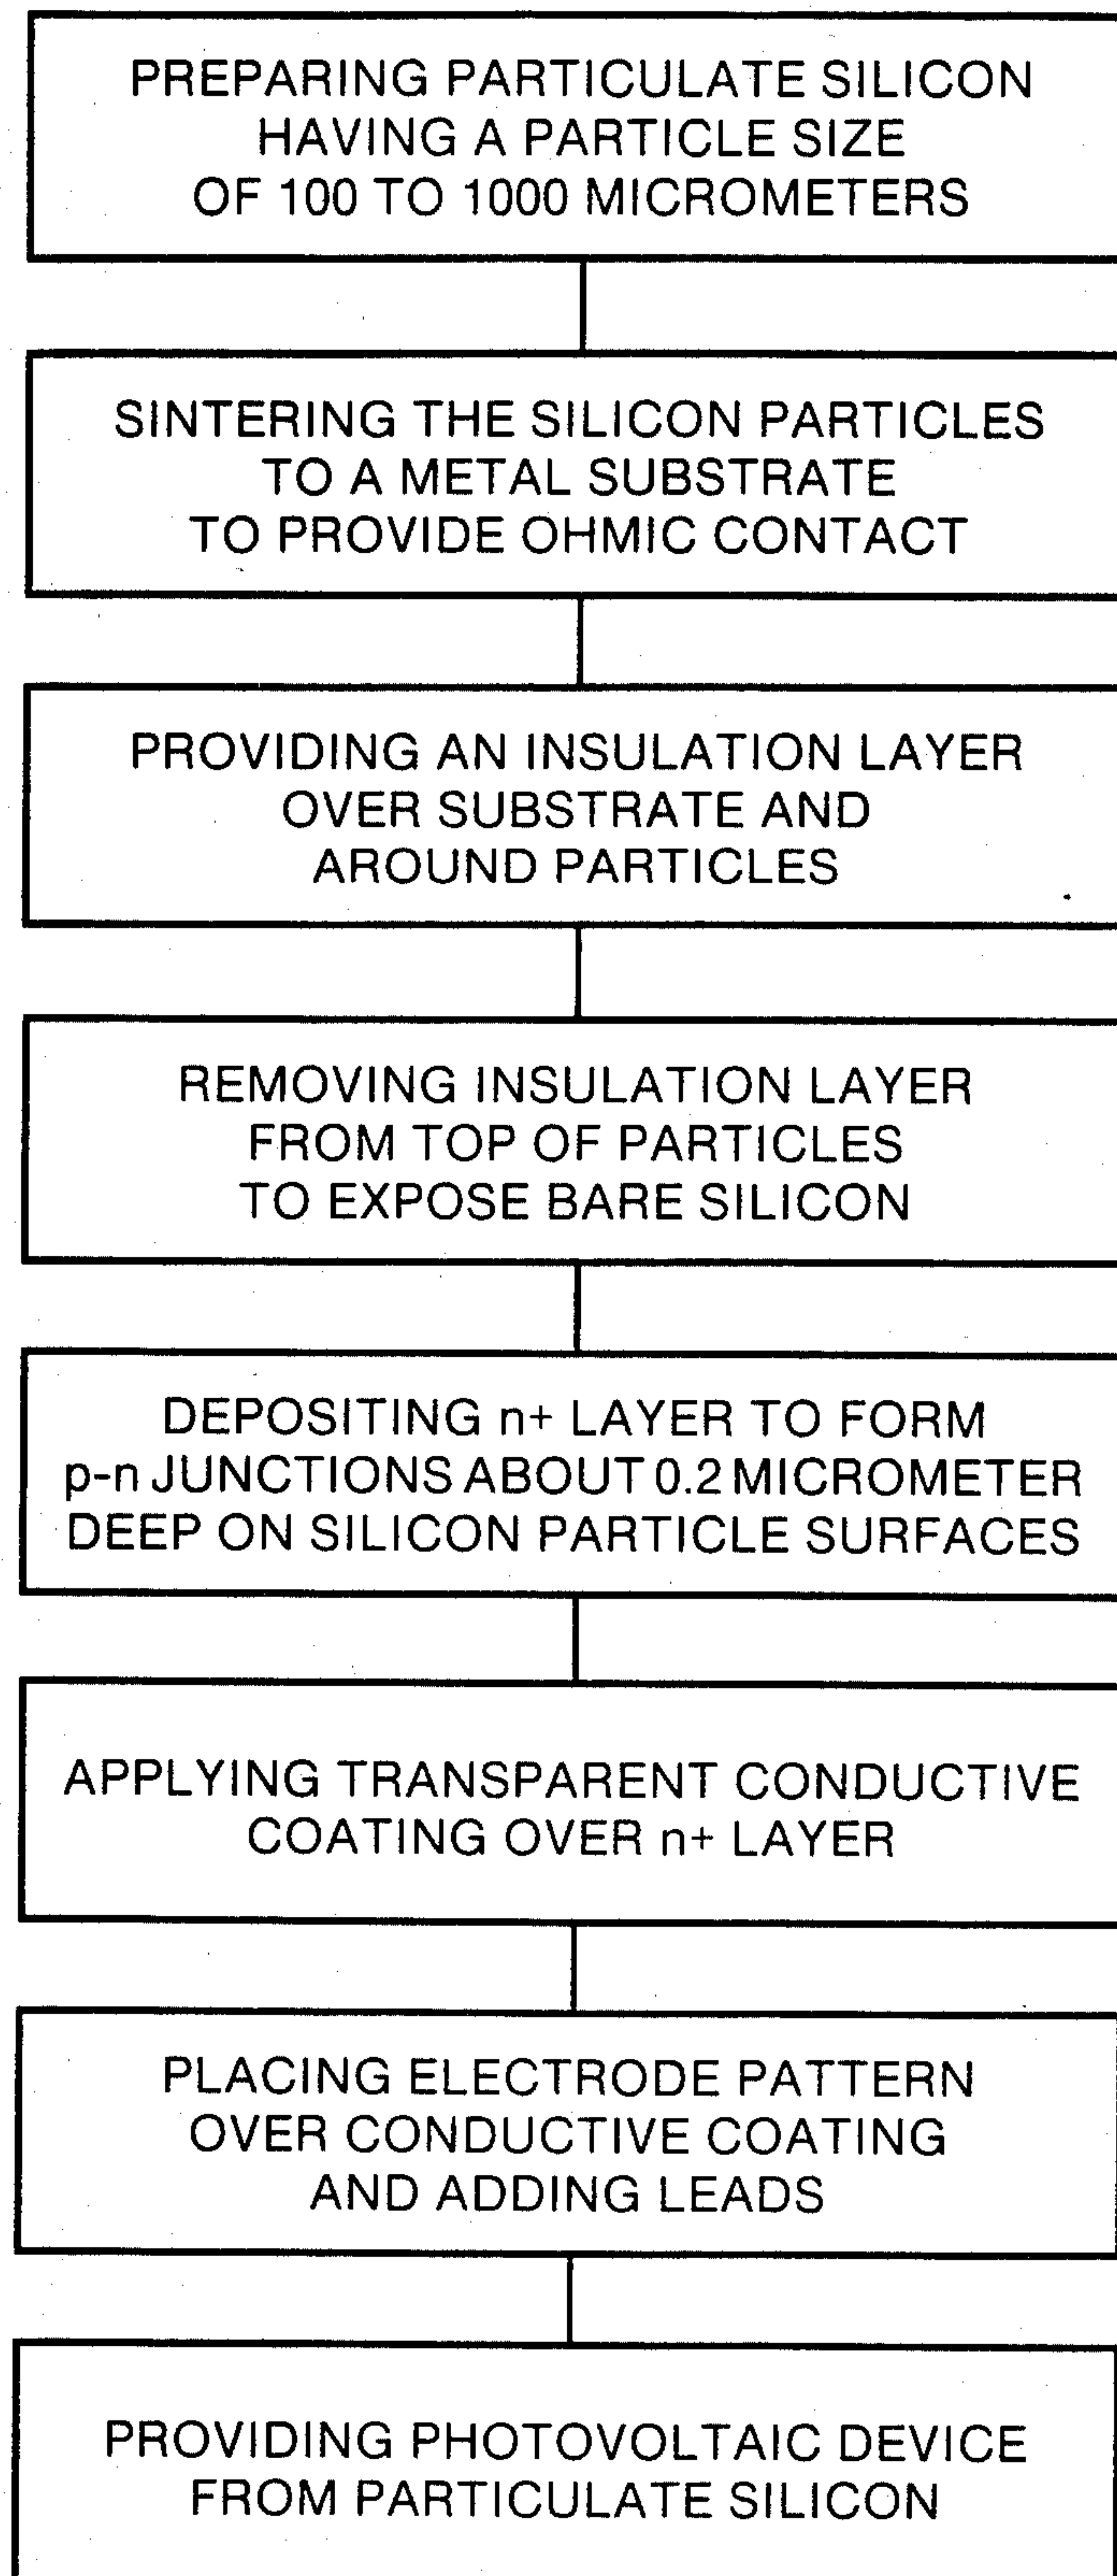 PREPARING PARTICULATE SILICON
HAVING A PARTICLE SIZE
OF 100 TO 1000 MICROMETERS
SINTERING THE SILICON PARTICLES
TO A METAL SUBSTRATE
TO PROVIDE OHMIC CONTACT
PROVIDING AN INSULATION LAYER
OVER SUBSTRATE AND
AROUND PARTICLES
REMOVING INSULATION LAYER
FROM TOP OF PARTICLES
TO EXPOSE BARE SILICON
DEPOSITING n+ LAYER TO FORM
p-n JUNCTIONS ABOUT 0.2 MICROMETER
DEEP ON SILICON PARTICLE SURFACES
APPLYING TRANSPARENT CONDUCTIVE
COATING OVER n+ LAYER
PLACING ELECTRODE PATTERN
OVER CONDUCTIVE COATING
AND ADDING LEADS
PROVIDING PHOTOVOLTAIC DEVICE
FROM PARTICULATE SILICON